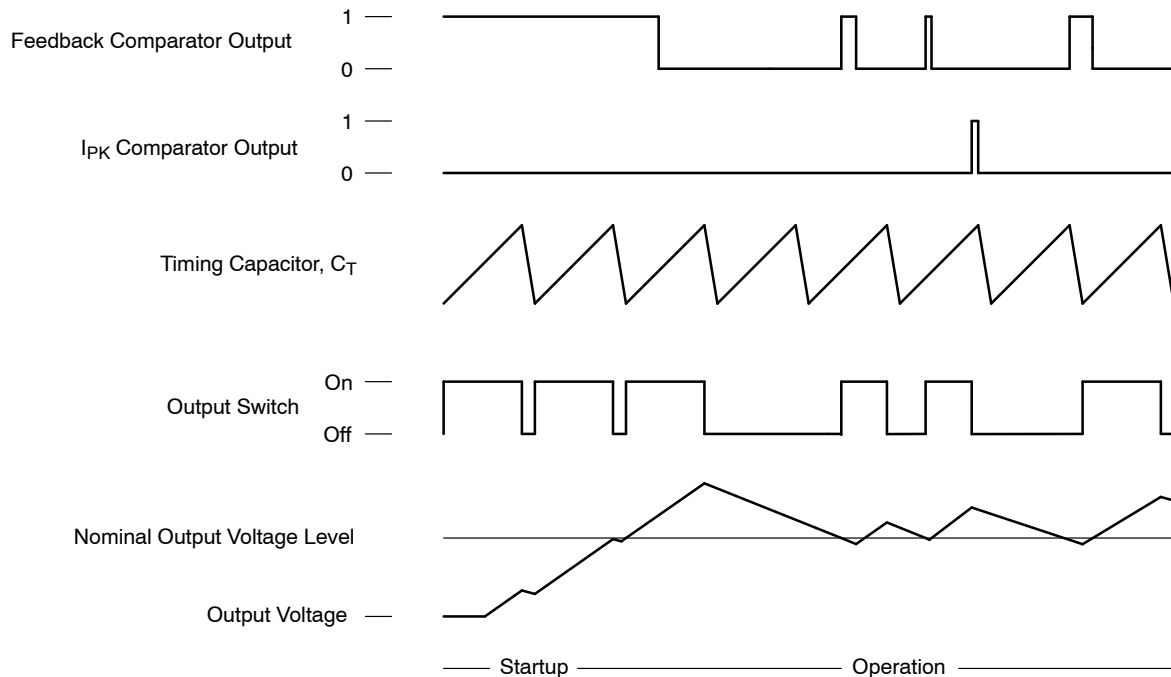 1
Feedback Comparator Output
0
1
IPK Comparator Output
0
Timing Capacitor, CT
On
Output Switch
Off
Nominal Output Voltage Level
Output Voltage
Startup
Operation